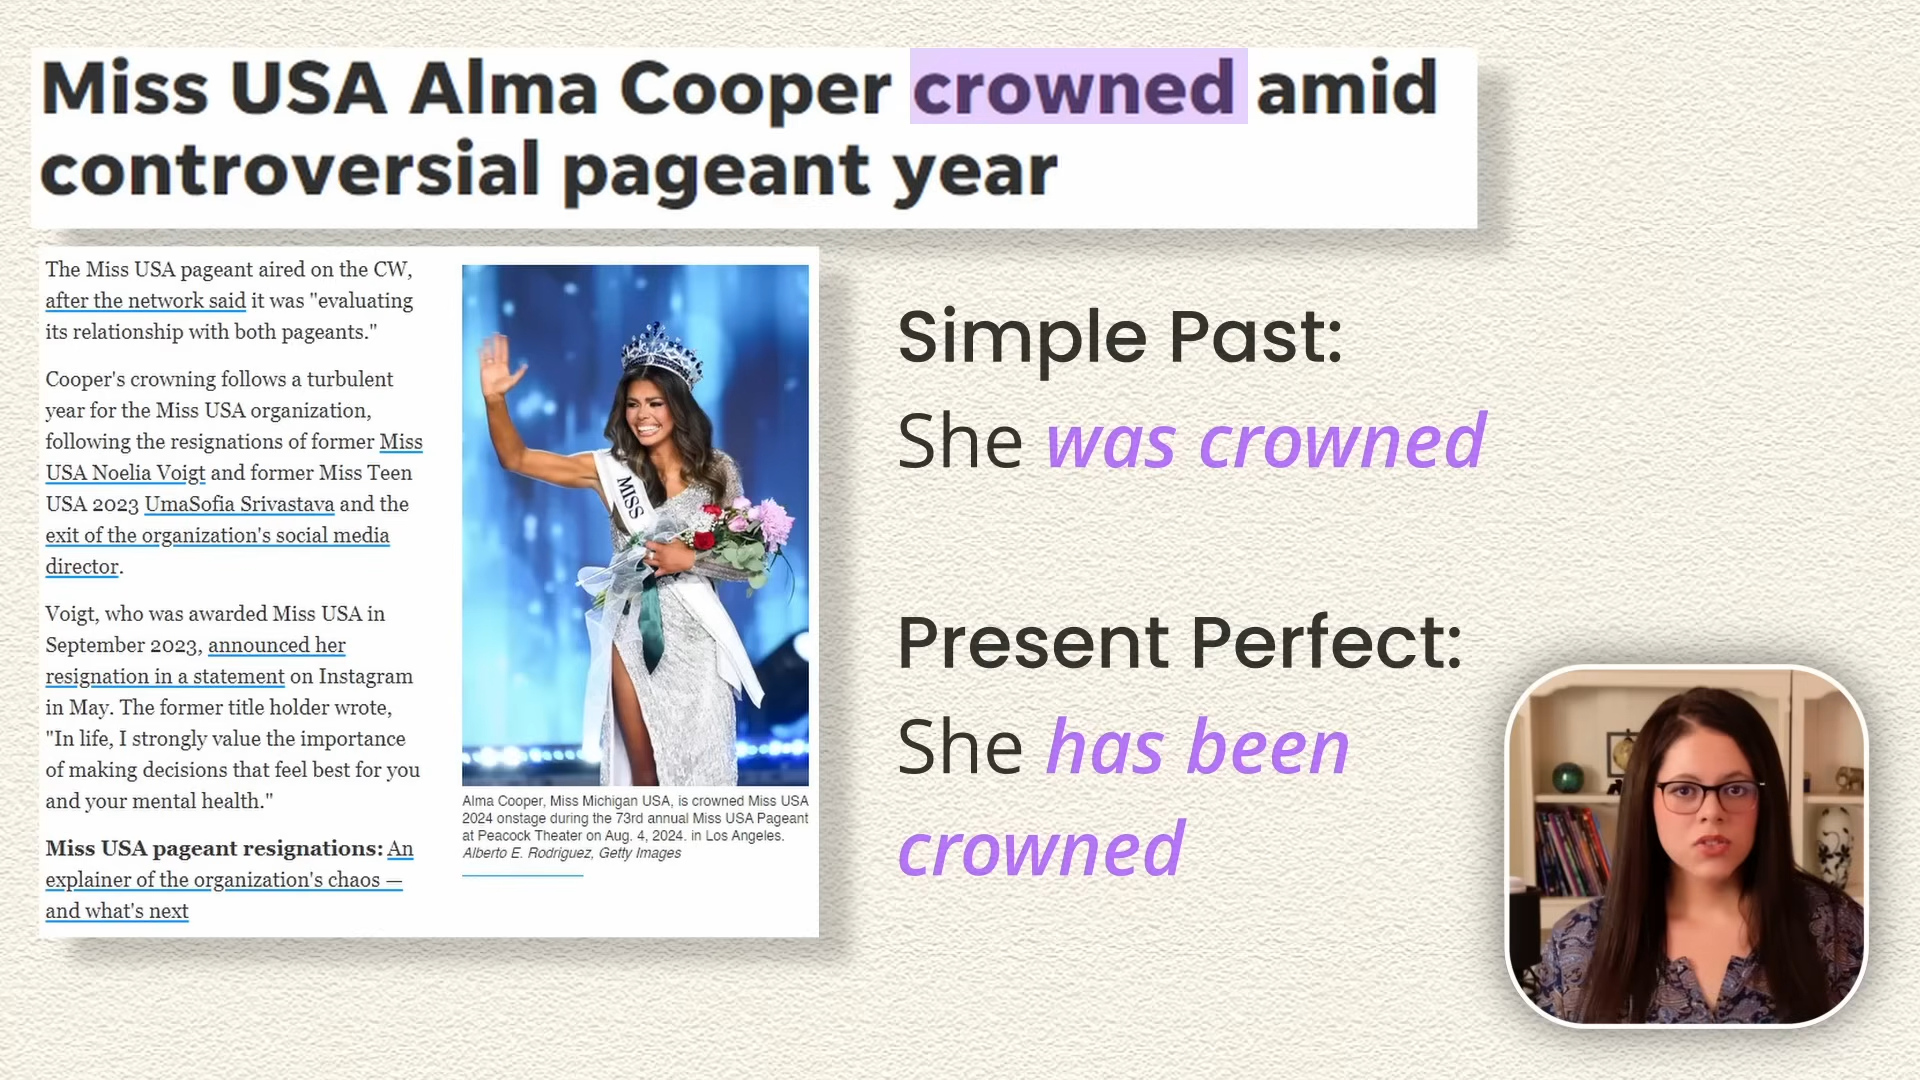 Miss USA Alma Cooper crowned amid
controversial pageant year
The Miss USA pageant aired on the CW,
after the network said it was "evaluating
its relationship with both pageants."
Cooper's crowning follows a turbulent
year for the Miss USA organization,
following the resignations of former Miss
USA Noelia Voigt and former Miss Teen
USA 2023 UmaSofia Srivastava and the
exit of the organization's social media
director.
Voigt, who was awarded Miss USA in
September 2023, announced her
resignation in a statement on Instagram
in May. The former title holder wrote,
"In life, I strongly value the importance
of making decisions that feel best for you
and your mental health."
Miss USA pageant resignations: An
explainer of the organization's chaos —
and what's next
MISS
Alma Cooper, Miss Michigan USA, is crowned Miss USA
2024 onstage during the 73rd annual Miss USA Pageant
at Peacock Theater on Aug. 4, 2024. in Los Angeles.
Alberto E. Rodriguez, Getty Images
Simple Past:
She was crowned
Present Perfect:
She has been
crowned